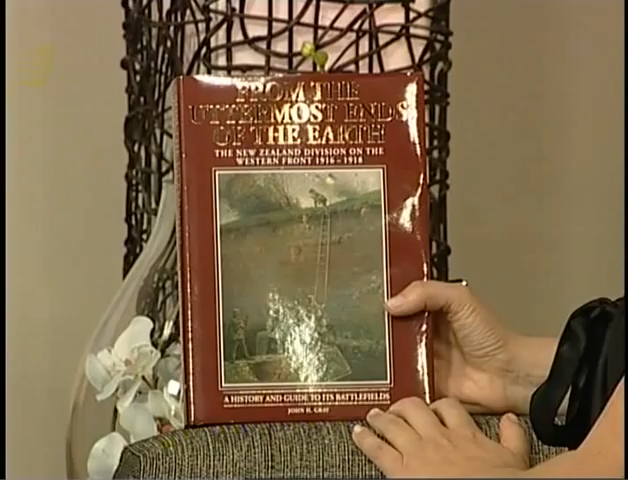 FROM THE
UTTERMOST ENDS
OF THE EARTH
THE NEW ZEALAND DIVISION ON THE
WESTERN FRONT 1916 - 1918
A HISTORY AND GUIDE TO ITS BATTLEFIELDS
JOHN H. GRAY